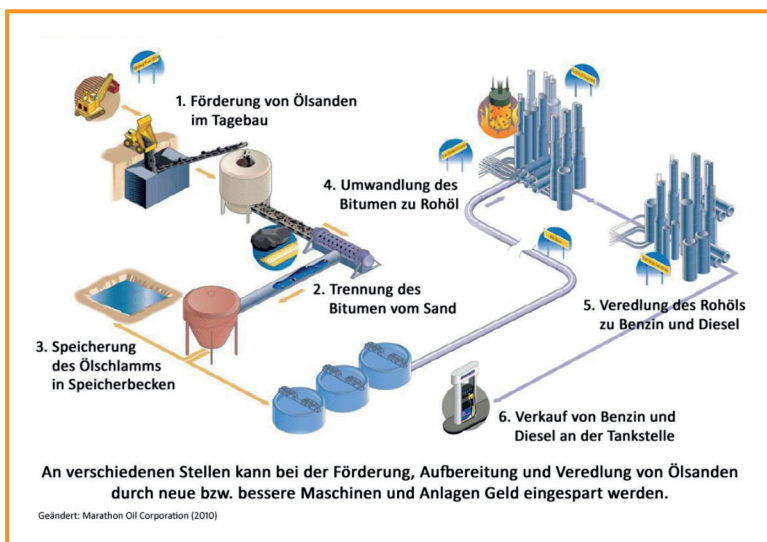 1. Förderung von Ölsanden
im Tagebau
4. Umwandlung des
Bitumen zu Rohöl
2. Trennung des
Bitumen vom Sand
5. Veredlung des Rohöls
zu Benzin und Diesel
3. Speicherung
des Ölschlamms
in Speicherbecken
6. Verkauf von Benzin und
Diesel an der Tankstelle
An verschiedenen Stellen kann bei der Förderung, Aufbereitung und Veredlung von Ölsanden
durch neue bzw. bessere Maschinen und Anlagen Geld eingespart werden.
Geändert: Marathon Oil Corporation (2010)